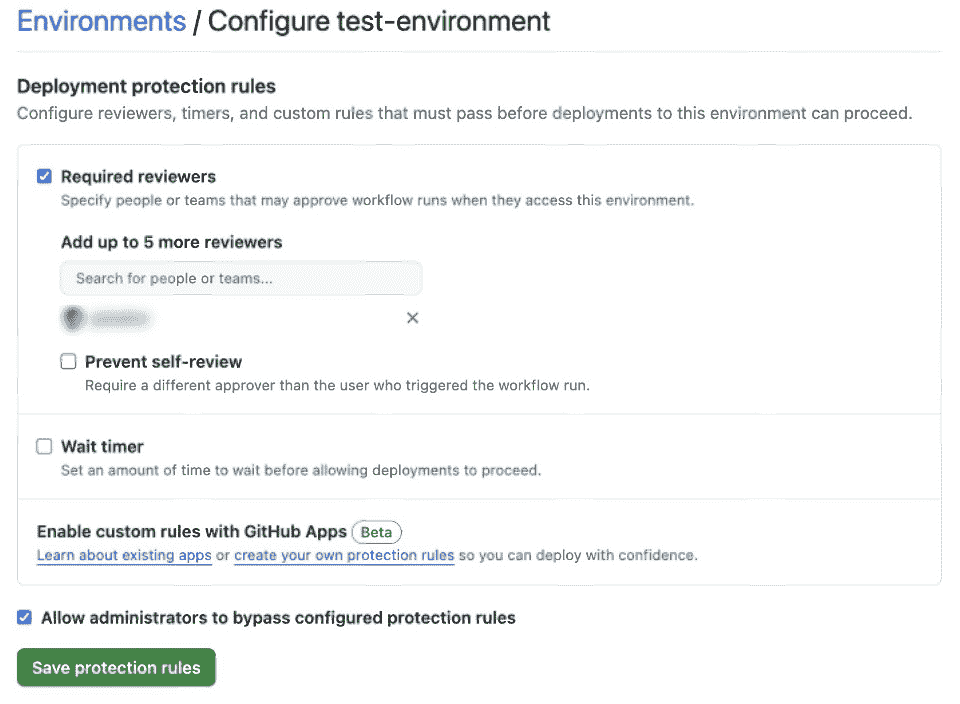 Environments / Configure test-environment
Deployment protection rules
Configure reviewers, timers, and custom rules that must pass before deployments to this environment can proceed.
Required reviewers
Specify people or teams that may approve workflow runs when they access this environment.
Add up to 5 more reviewers
Search for people or teams...
Prevent self-review
Require a different approver than the user who triggered the workflow run.
Wait timer
Set an amount of time to wait before allowing deployments to proceed.
Enable custom rules with GitHub Apps Beta
Learn about existing apps or create your own protection rules so you can deploy with confidence.
Allow administrators to bypass configured protection rules
Save protection rules